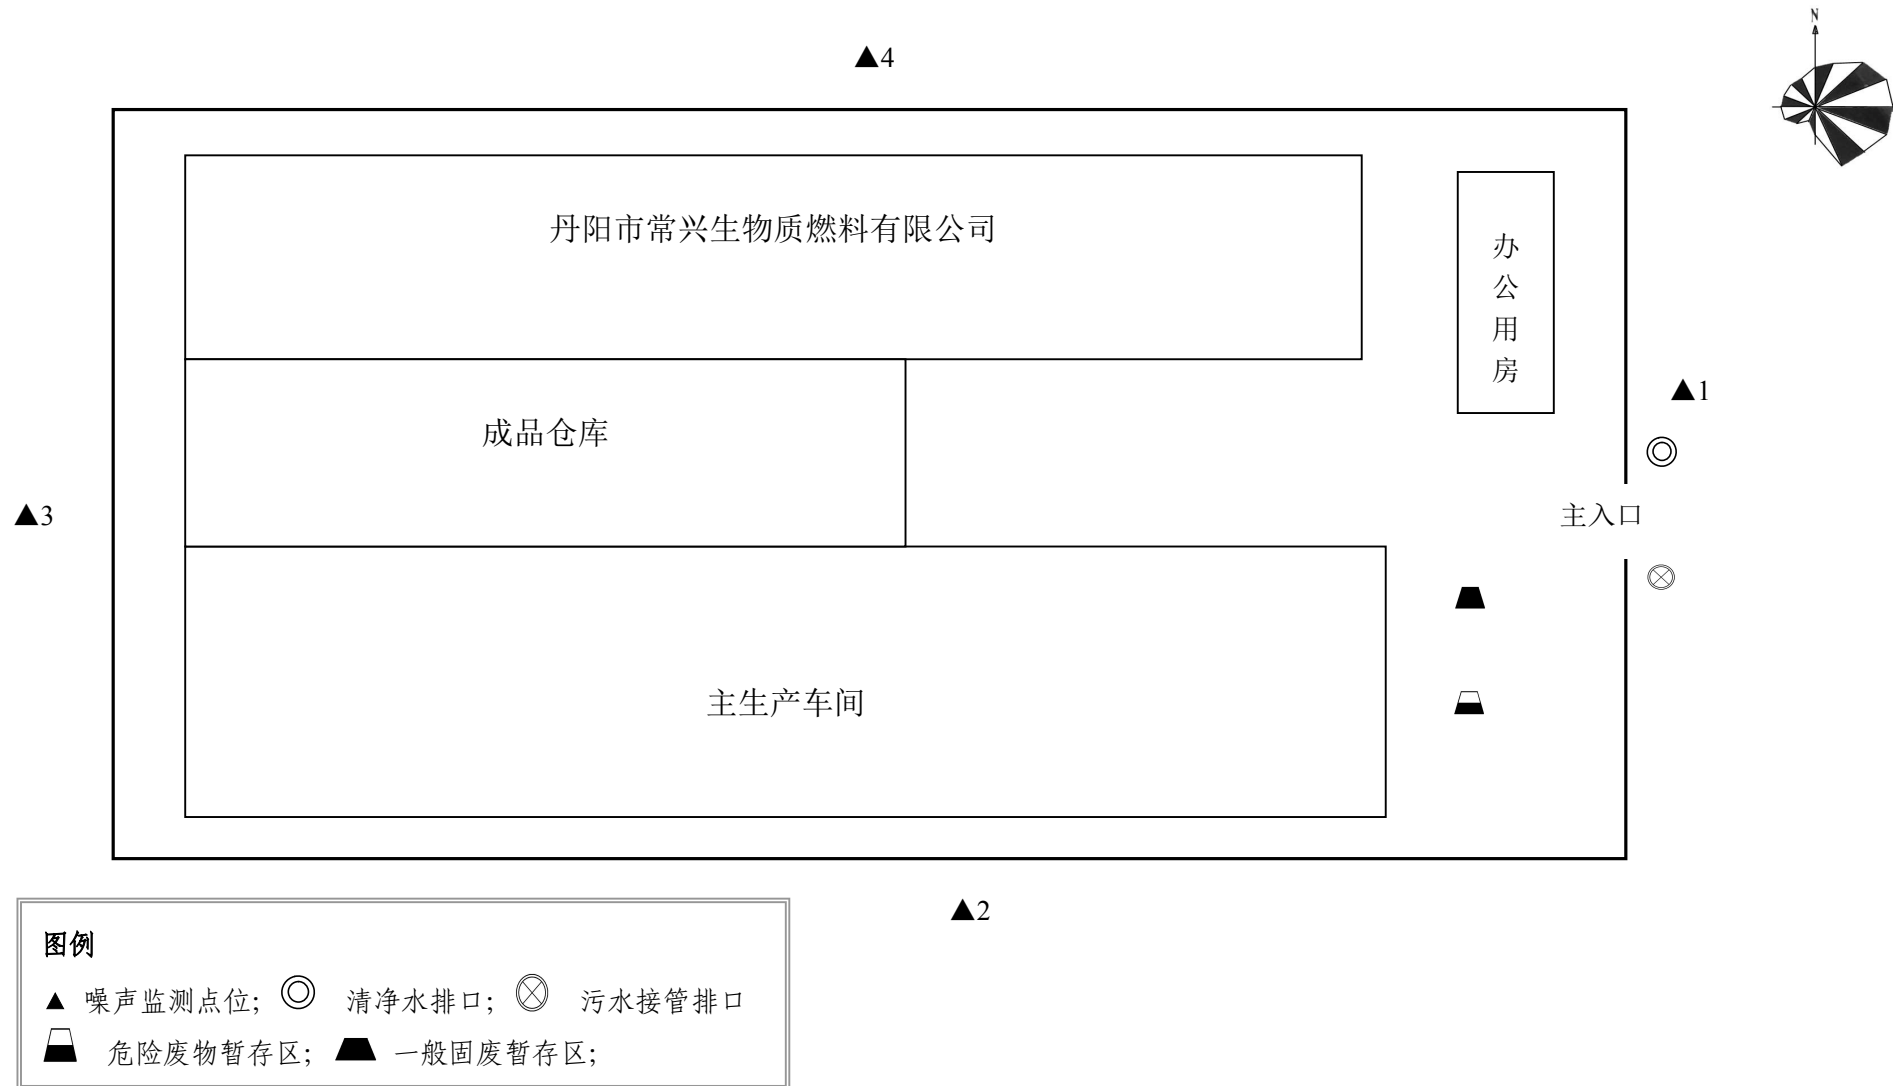 N
▲4
丹阳市常兴生物质燃料有限公司
办公用房
▲1
成品仓库
▲3
主入口
主生产车间
▲2
图例
▲ 噪声监测点位; 清净水排口; 污水接管排口
危险废物暂存区; 一般固废暂存区;